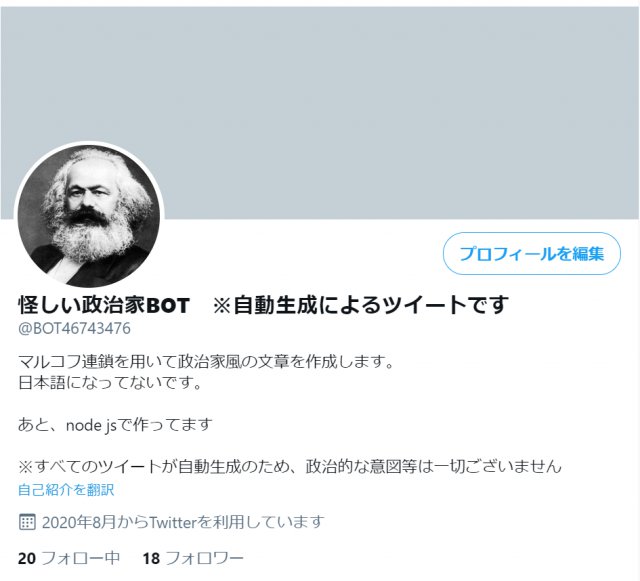 プロフィールを編集
怪しい政治家BOT　※自動生成によるツイートです
@BOT46743476
マルコフ連鎖を用いて政治家風の文章を作成します。
日本語になってないです。
あと、node jsで作ってます
※すべてのツイートが自動生成のため、政治的な意図等は一切ございません
自己紹介を翻訳
2020年8月からTwitterを利用しています
20 フォロー中　18 フォロワー